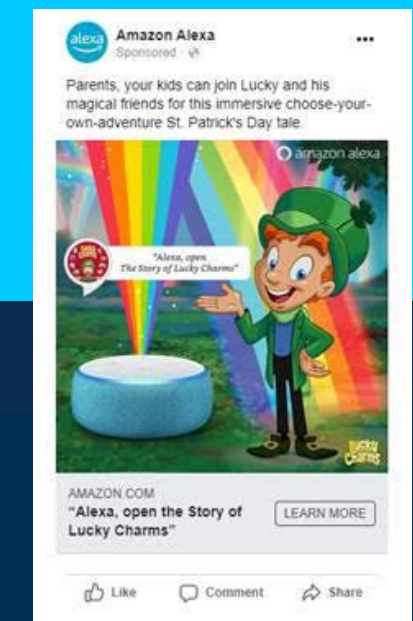 alexa
Amazon Alexa
Sponsored ·
Parents, your kids can join Lucky and his
magical friends for this immersive choose-your-
own-adventure St. Patrick's Day tale.
amazon alexa
"Alexa, open
The Story of Lucky Charms"
Lucky
Charms
AMAZON.COM
"Alexa, open the Story of
Lucky Charms"
LEARN MORE
Like
Comment
Share